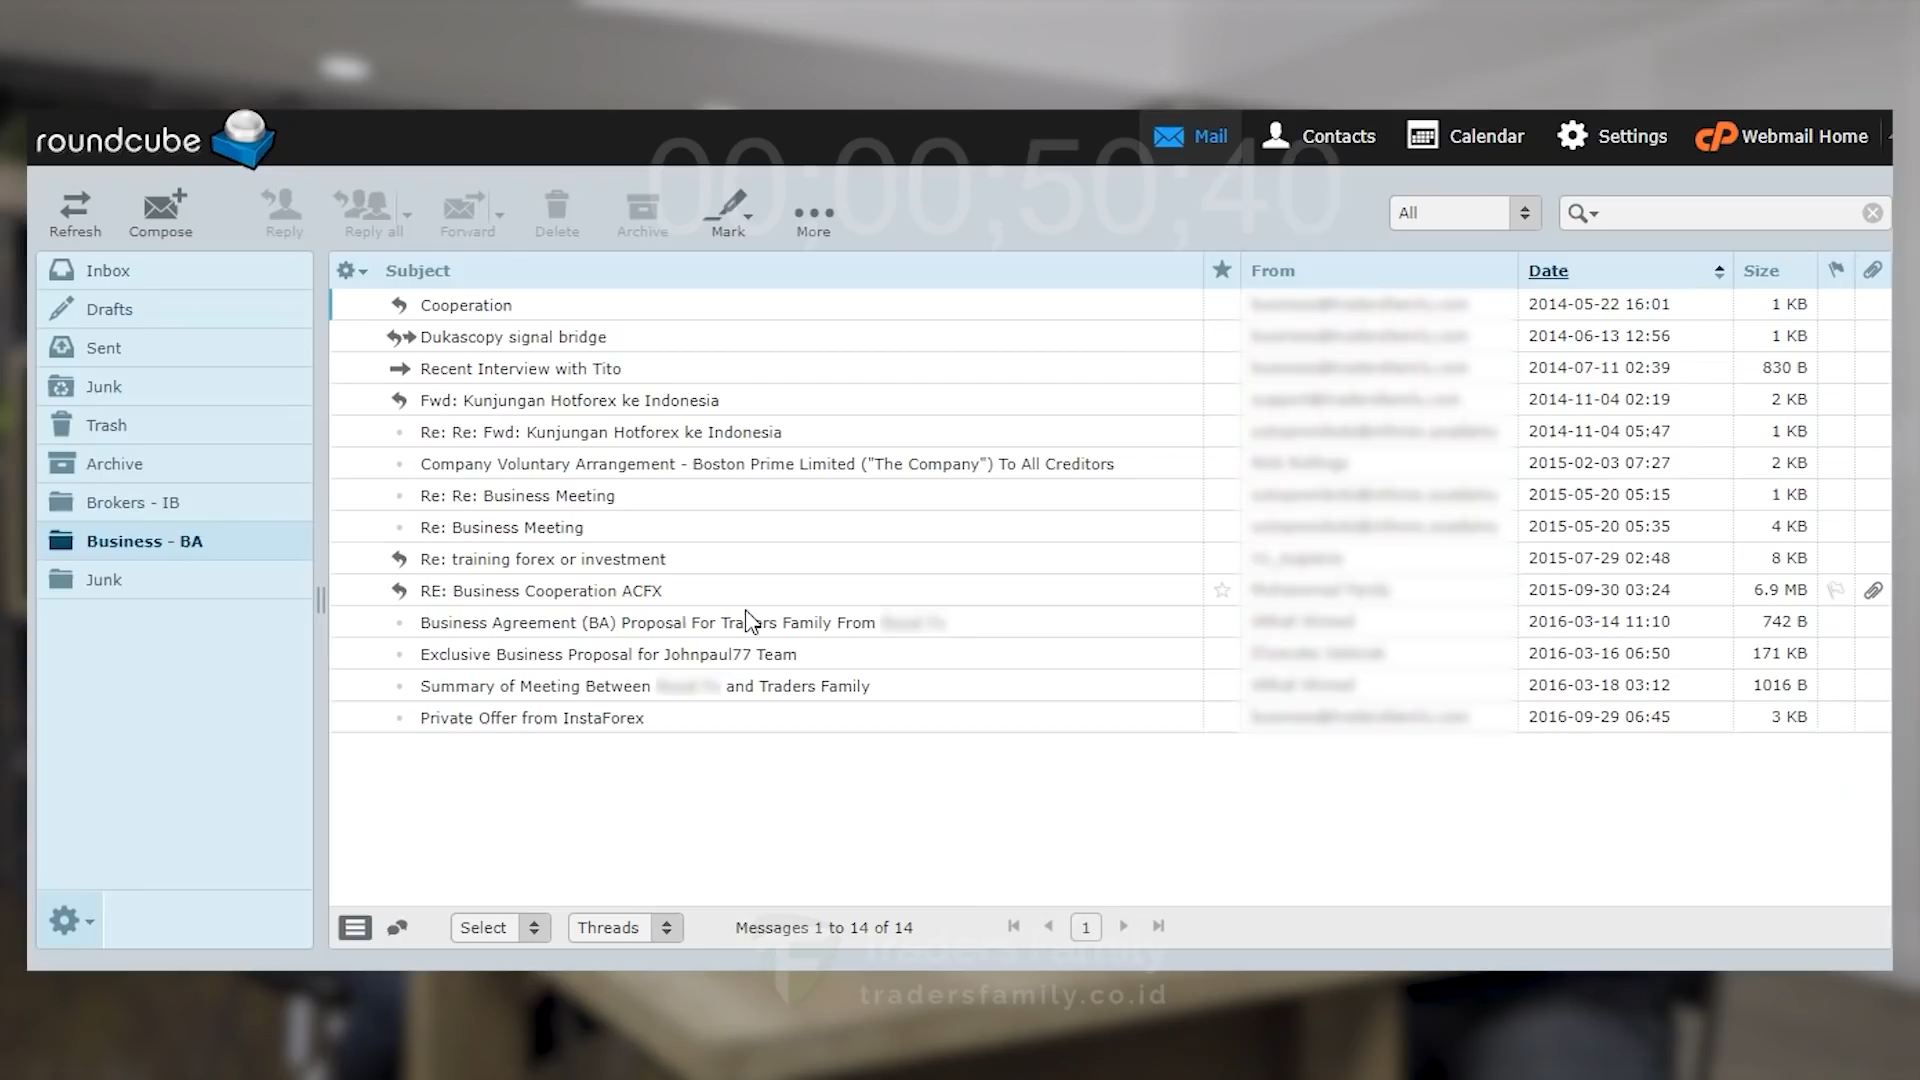 roundcube
Mail Contacts Calendar Settings cP Webmail Home
00;00;50;40
Refresh Compose Reply Reply all Forward Delete Archive Mark More All
Inbox
Drafts
Sent
Junk
Trash
Archive
Brokers - IB
Business - BA
Junk
Subject From Date Size
Cooperation 2014-05-22 16:01 1 KB
Dukascopy signal bridge 2014-06-13 12:56 1 KB
Recent Interview with Tito 2014-07-11 02:39 830 B
Fwd: Kunjungan Hotforex ke Indonesia 2014-11-04 02:19 2 KB
Re: Re: Fwd: Kunjungan Hotforex ke Indonesia 2014-11-04 05:47 1 KB
Company Voluntary Arrangement - Boston Prime Limited ("The Company") To All Creditors 2015-02-03 07:27 2 KB
Re: Re: Business Meeting 2015-05-20 05:15 1 KB
Re: Business Meeting 2015-05-20 05:35 4 KB
Re: training forex or investment 2015-07-29 02:48 8 KB
RE: Business Cooperation ACFX 2015-09-30 03:24 6.9 MB
Business Agreement (BA) Proposal For Traders Family From 2016-03-14 11:10 742 B
Exclusive Business Proposal for Johnpaul77 Team 2016-03-16 06:50 171 KB
Summary of Meeting Between and Traders Family 2016-03-18 03:12 1016 B
Private Offer from InstaForex 2016-09-29 06:45 3 KB
Select Threads Messages 1 to 14 of 14 1
Traders Family
tradersfamily.co.id